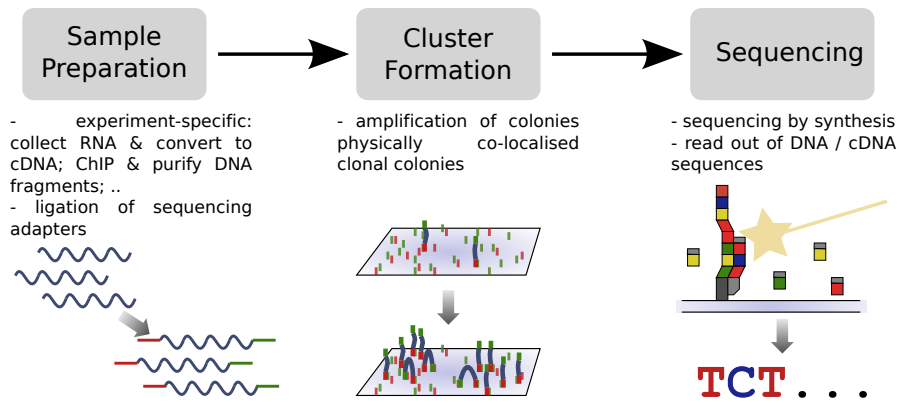 Sample
Preparation
Cluster
Formation
Sequencing
- experiment-specific:
collect RNA & convert to
cDNA; ChIP & purify DNA
fragments; ..
- ligation of sequencing
adapters
- amplification of colonies
physically co-localised
clonal colonies
- sequencing by synthesis
- read out of DNA / cDNA
sequences
TCT . . .